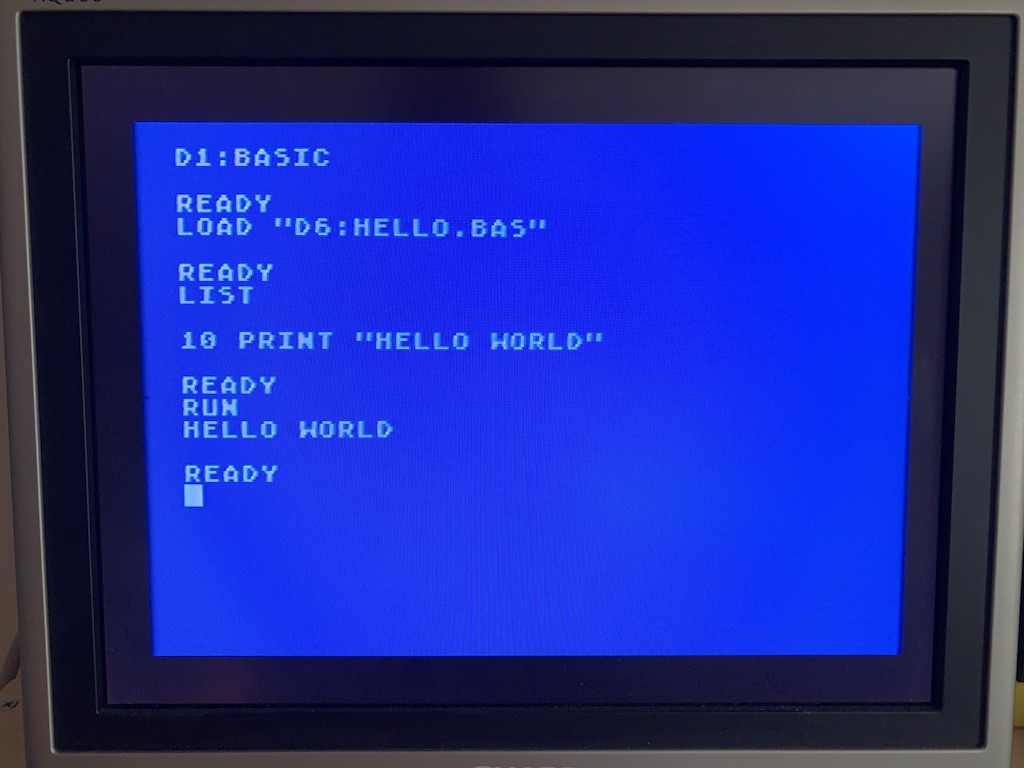 D1:BASIC
READY
LOAD "D6:HELLO.BAS"
READY
LIST
10 PRINT "HELLO WORLD"
READY
RUN
HELLO WORLD
READY